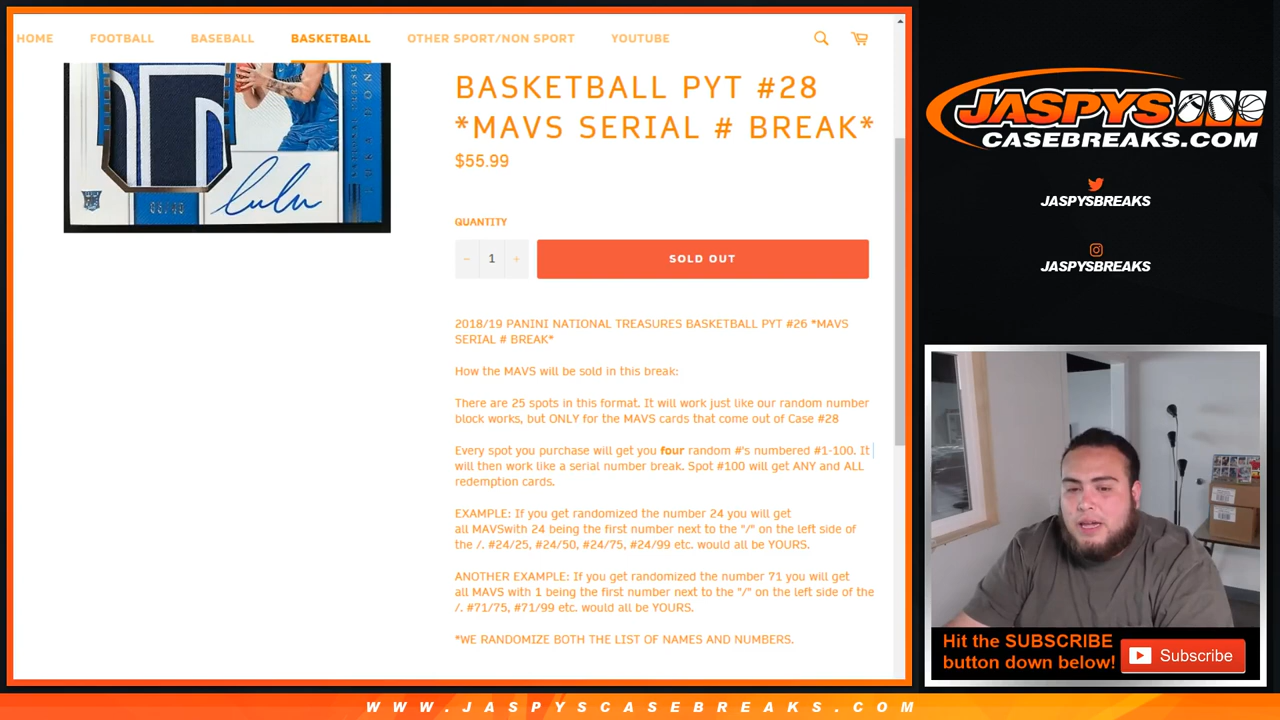 HOME FOOTBALL BASEBALL BASKETBALL OTHER SPORT/NON SPORT YOUTUBE
BASKETBALL PYT #28
*MAVS SERIAL # BREAK*
$55.99
QUANTITY
− 1 +
SOLD OUT
2018/19 PANINI NATIONAL TREASURES BASKETBALL PYT #26 *MAVS
SERIAL # BREAK*
How the MAVS will be sold in this break:
There are 25 spots in this format. It will work just like our random number
block works, but ONLY for the MAVS cards that come out of Case #28
Every spot you purchase will get you four random #'s numbered #1-100. It
will then work like a serial number break. Spot #100 will get ANY and ALL
redemption cards.
EXAMPLE: If you get randomized the number 24 you will get
all MAVSwith 24 being the first number next to the "/" on the left side of
the /. #24/25, #24/50, #24/75, #24/99 etc. would all be YOURS.
ANOTHER EXAMPLE: If you get randomized the number 71 you will get
all MAVS with 1 being the first number next to the "/" on the left side of the
/. #71/75, #71/99 etc. would all be YOURS.
*WE RANDOMIZE BOTH THE LIST OF NAMES AND NUMBERS.
JASPYS
CASEBREAKS.COM
JASPYSBREAKS
JASPYSBREAKS
Hit the SUBSCRIBE
button down below!
Subscribe
WWW.JASPYSCASEBREAKS.COM